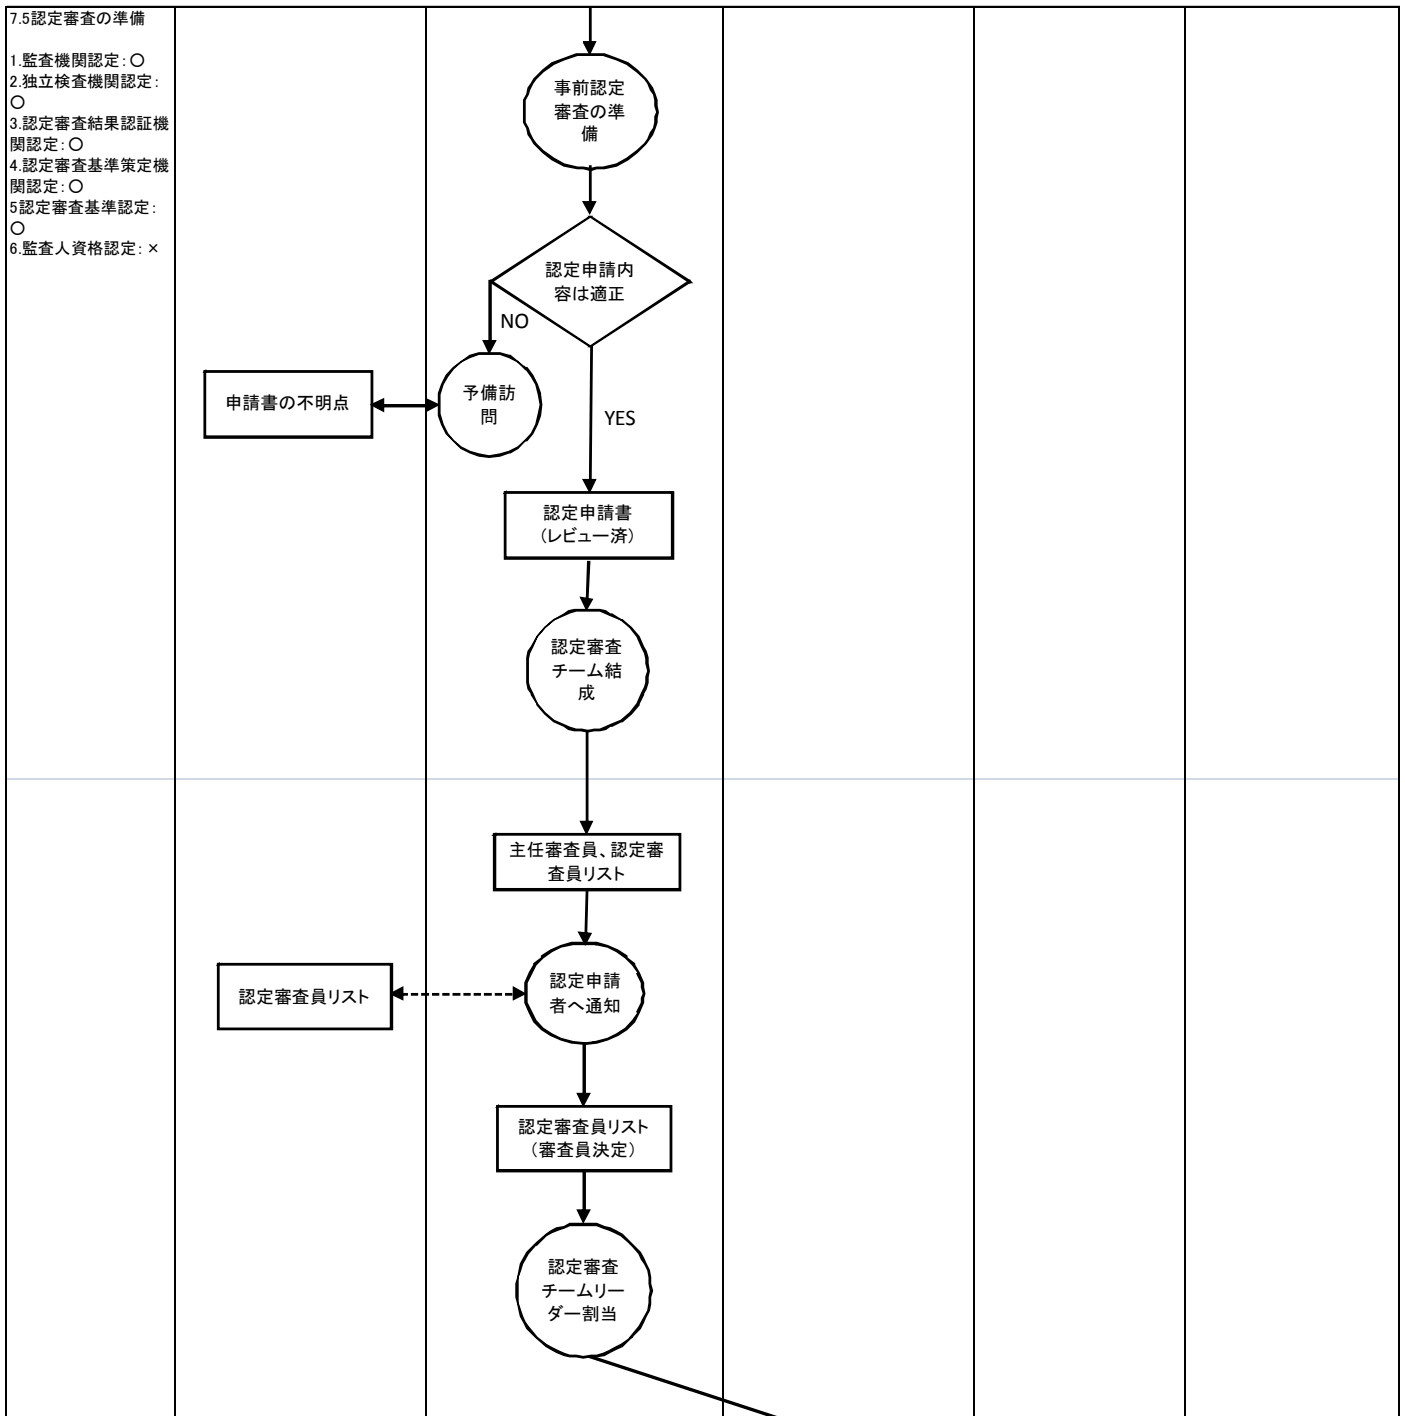 7.5認定審査の準備
1.監査機関認定:○
2.独立検査機関認定:
○
3.認定審査結果認証機
関認定:○
4.認定審査基準策定機
関認定:○
5認定審査基準認定:
○
6.監査人資格認定:×
事前認定
審査の準
備
認定申請内
容は適正
NO
申請書の不明点
予備訪
問
YES
認定申請書
(レビュー済)
認定審査
チーム結
成
主任審査員、認定審
査員リスト
認定審査員リスト
認定申請
者へ通知
認定審査員リスト
(審査員決定)
認定審査
チームリー
ダー割当